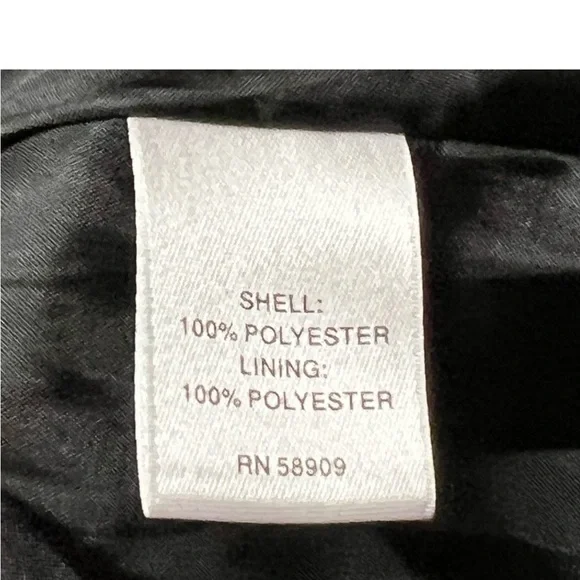 SHELL:
100% POLYESTER
LINING:
100% POLYESTER
RN 58909